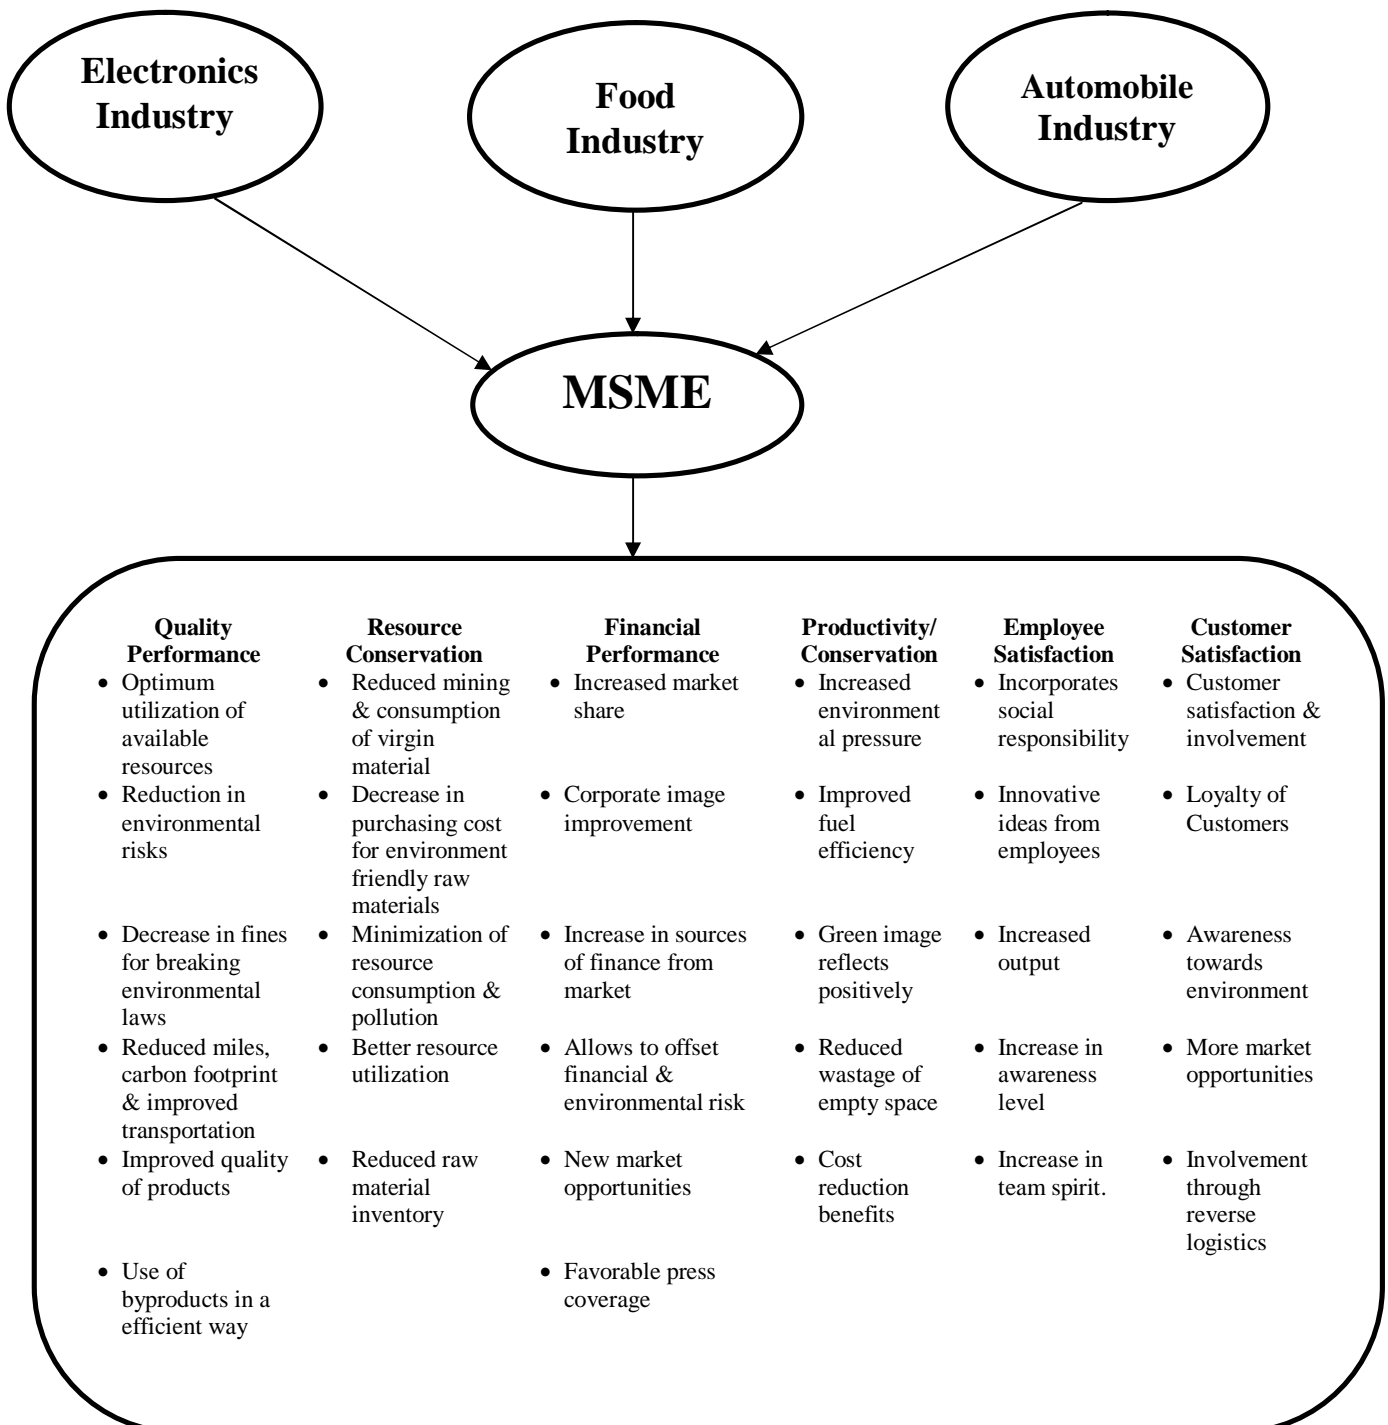 Electronics
Industry
Food
Industry
Automobile
Industry
MSME
Quality
Performance
• Optimum
utilization of
available
resources
• Reduction in
environmental
risks
• Decrease in fines
for breaking
environmental
laws
• Reduced miles,
carbon footprint
& improved
transportation
• Improved quality
of products
• Use of
byproducts in a
efficient way
Resource
Conservation
• Reduced mining
& consumption
of virgin
material
• Decrease in
purchasing cost
for environment
friendly raw
materials
• Minimization of
resource
consumption &
pollution
• Better resource
utilization
• Reduced raw
material
inventory
Financial
Performance
• Increased market
share
• Corporate image
improvement
• Increase in sources
of finance from
market
• Allows to offset
financial &
environmental risk
• New market
opportunities
• Favorable press
coverage
Productivity/
Conservation
• Increased
environment
al pressure
• Improved
fuel
efficiency
• Green image
reflects
positively
• Reduced
wastage of
empty space
• Cost
reduction
benefits
Employee
Satisfaction
• Incorporates
social
responsibility
• Innovative
ideas from
employees
• Increased
output
• Increase in
awareness
level
• Increase in
team spirit.
Customer
Satisfaction
• Customer
satisfaction &
involvement
• Loyalty of
Customers
• Awareness
towards
environment
• More market
opportunities
• Involvement
through
reverse
logistics